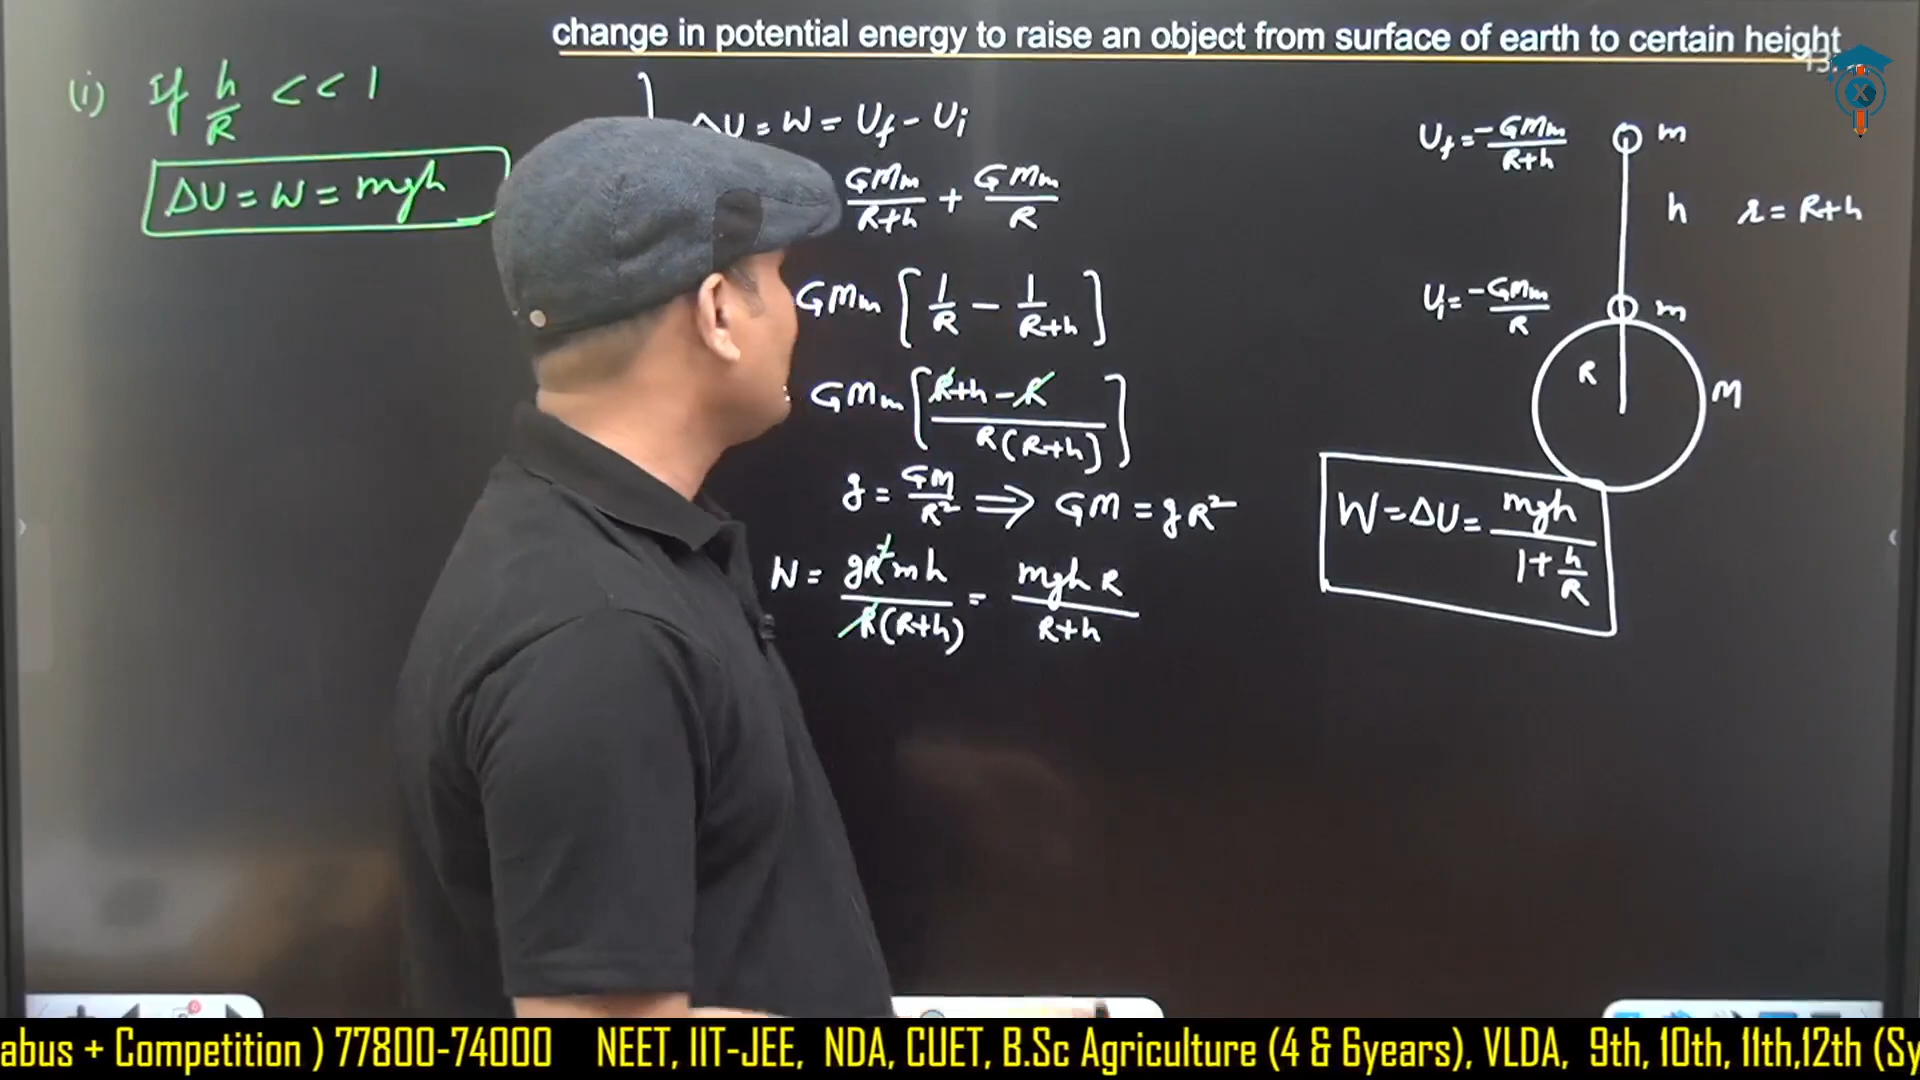 change in potential energy to raise an object from surface of earth to certain height
(i) If h/R << 1
ΔU = W = mgh
ΔU = W = Uf - Ui
GMm/R+h + GMm/R
GMm [1/R - 1/R+h]
GMm [R+h-R / R(R+h)]
g = GM/R² ⇒ GM = gR²
W = gR²mh / R(R+h) = mghR / R+h
Uf = -GMm/R+h
m
h r = R+h
Ui = -GMm/R
m
R
M
W = ΔU = mgh / 1+h/R
X
abus + Competition ) 77800-74000 NEET, IIT-JEE, NDA, CUET, B.Sc Agriculture (4 & 6years), VLDA, 9th, 10th, 11th,12th (Sy